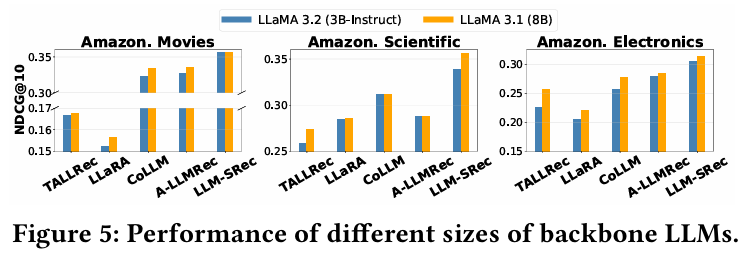 LLaMA 3.2 (3B-Instruct) LLaMA 3.1 (8B)
Amazon. Movies Amazon. Scientific Amazon. Electronics
NDCG@10
0.35
0.30
0.17
0.16
0.15
TALLRec LLaRA CoLLM A-LLMRec LLM-SRec
0.35
0.30
0.25
TALLRec LLaRA CoLLM A-LLMRec LLM-SRec
0.30
0.25
0.20
0.15
TALLRec LLaRA CoLLM A-LLMRec LLM-SRec
Figure 5: Performance of different sizes of backbone LLMs.